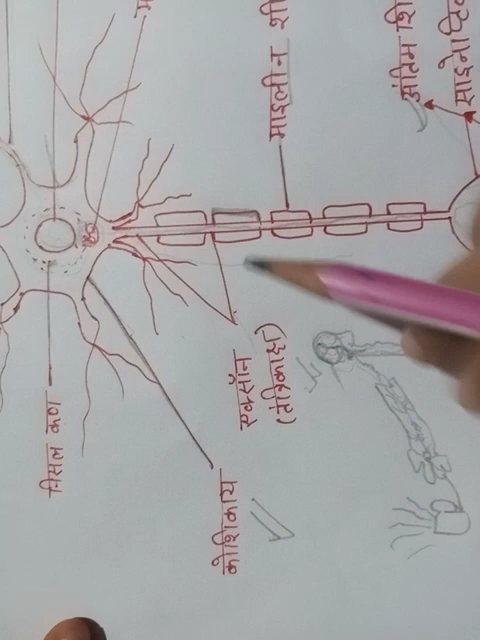 माइलीन शी
अंतिम शि
साइनेप्टि
एक्सॉन
(तंत्रिकाक्ष)
निसल कण
कोशिकाय